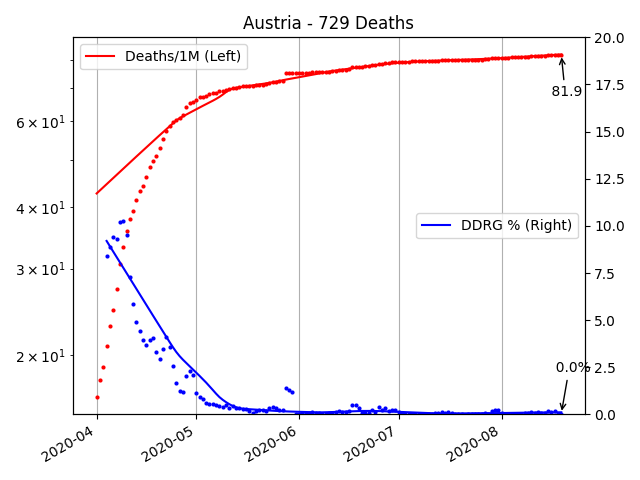 Austria - 729 Deaths
Deaths/1M (Left)
DDRG % (Right)
81.9
0.0%
6 × 10¹
4 × 10¹
3 × 10¹
2 × 10¹
20.0
17.5
15.0
12.5
10.0
7.5
5.0
2.5
0.0
2020-04
2020-05
2020-06
2020-07
2020-08